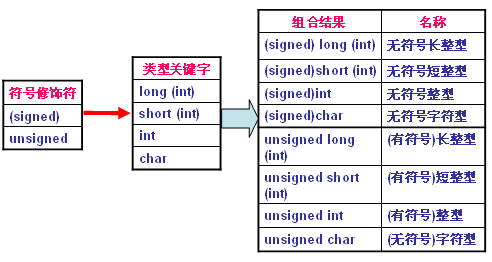 符号修饰符
(signed)
unsigned
类型关键字
long (int)
short (int)
int
char
组合结果 名称
(signed) long (int) 无符号长整型
(signed)short (int) 无符号短整型
(signed)int 无符号整型
(signed)char 无符号字符型
unsigned long (有符号)长整型
(int)
unsigned short (有符号)短整型
(int)
unsigned int (有符号)整型
unsigned char (无符号)字符型